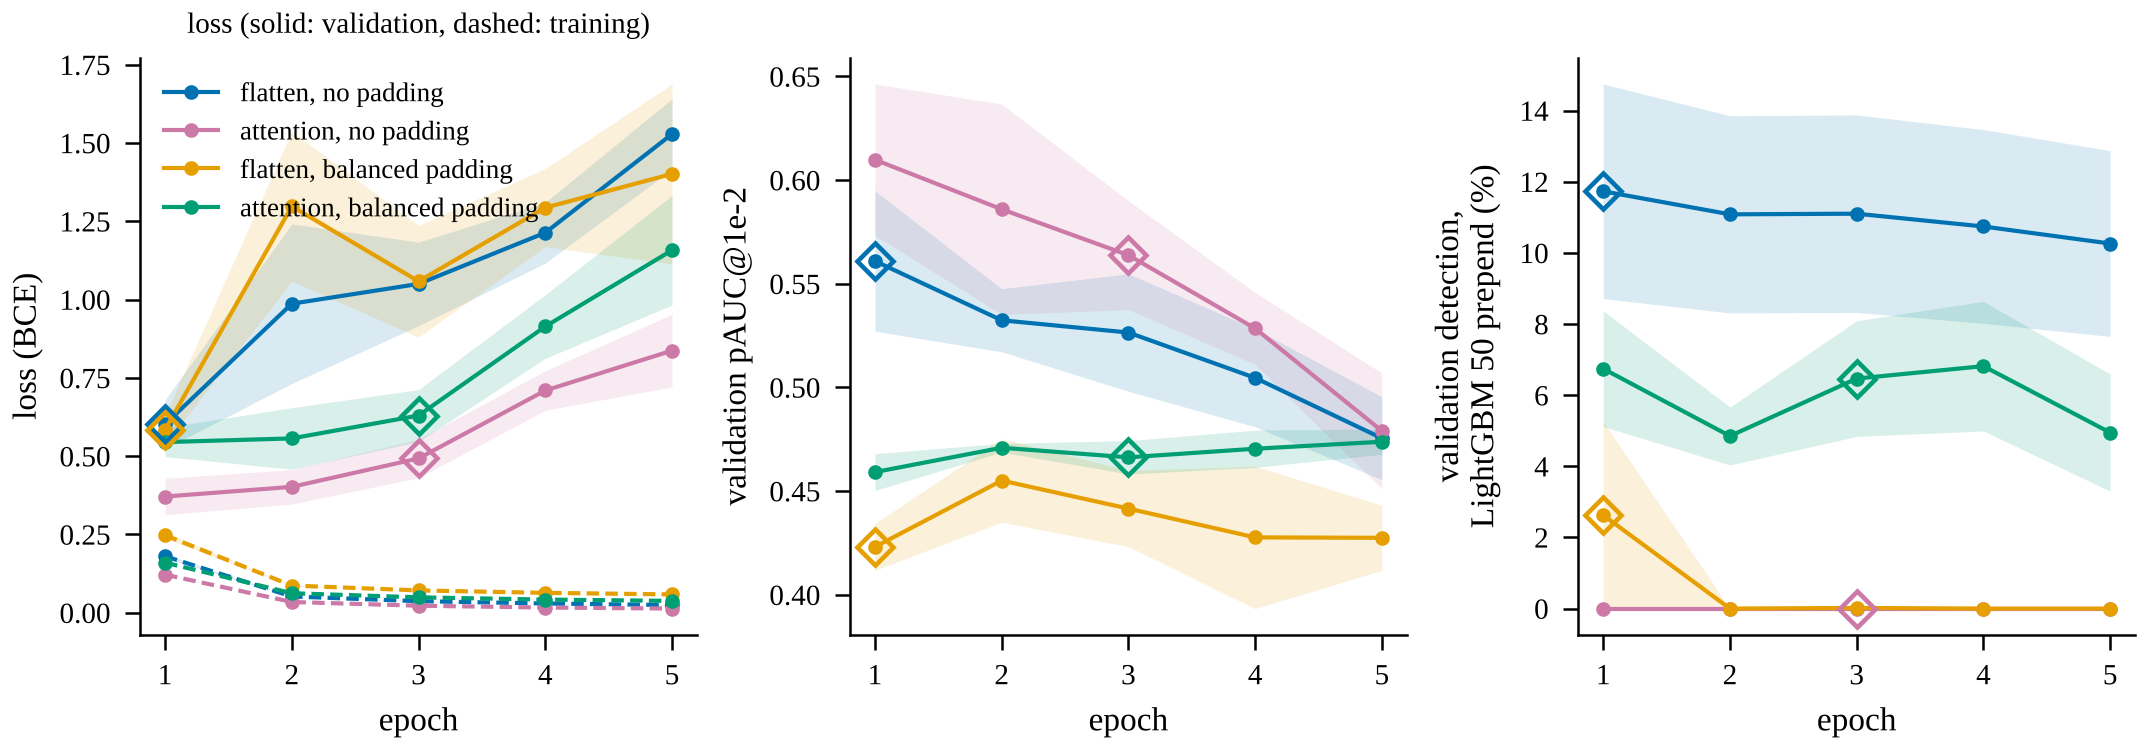 loss (solid: validation, dashed: training)
loss (BCE)
1.75
1.50
1.25
1.00
0.75
0.50
0.25
0.00
flatten, no padding
attention, no padding
flatten, balanced padding
attention, balanced padding
1 2 3 4 5
epoch
validation pAUC@1e-2
0.65
0.60
0.55
0.50
0.45
0.40
1 2 3 4 5
epoch
validation detection,
LightGBM 50 prepend (%)
14
12
10
8
6
4
2
0
1 2 3 4 5
epoch